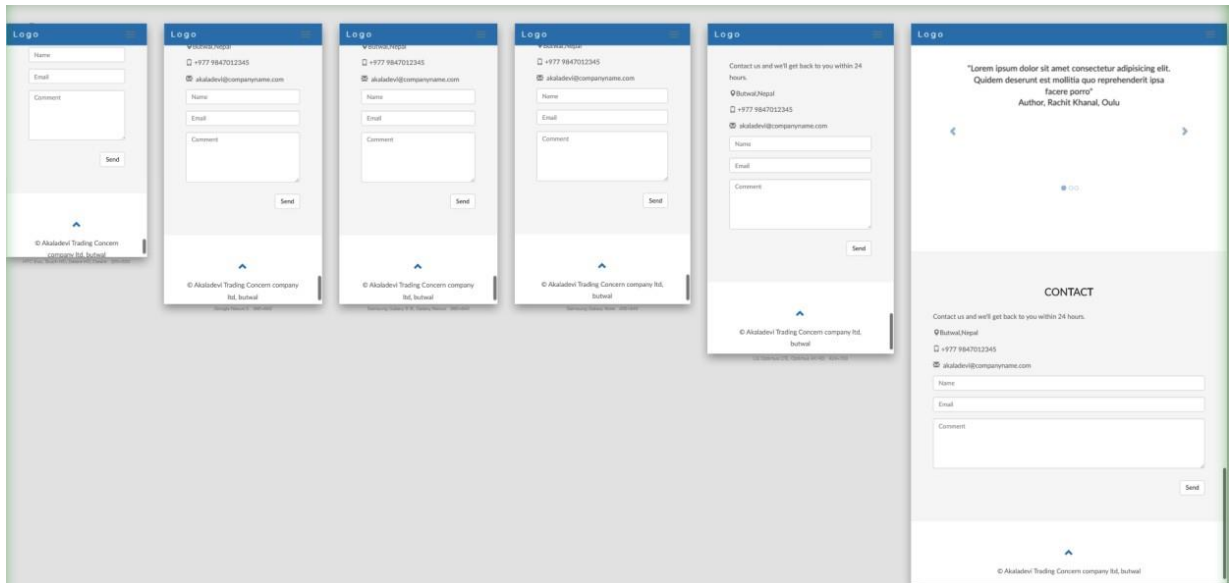 Logo
Name
Email
Comment
Send
© Akaladevi Trading Concern
company ltd, butwal
Logo
Butwal,Nepal
+977 9847012345
akaladevi@companyname.com
Name
Email
Comment
Send
© Akaladevi Trading Concern company
ltd, butwal
Logo
Butwal,Nepal
+977 9847012345
akaladevi@companyname.com
Name
Email
Comment
Send
© Akaladevi Trading Concern company
ltd, butwal
Logo
Butwal,Nepal
+977 9847012345
akaladevi@companyname.com
Name
Email
Comment
Send
© Akaladevi Trading Concern company ltd,
butwal
Logo
Contact us and we'll get back to you within 24
hours.
Butwal,Nepal
+977 9847012345
akaladevi@companyname.com
Name
Email
Comment
Send
© Akaladevi Trading Concern company ltd,
butwal
Logo
"Lorem ipsum dolor sit amet consectetur adipisicing elit.
Quidem deserunt est mollitia quo reprehenderit ipsa
facere porro"
Author, Rachit Khanal, Oulu
CONTACT
Contact us and we'll get back to you within 24 hours.
Butwal,Nepal
+977 9847012345
akaladevi@companyname.com
Name
Email
Comment
Send
© Akaladevi Trading Concern company ltd, butwal